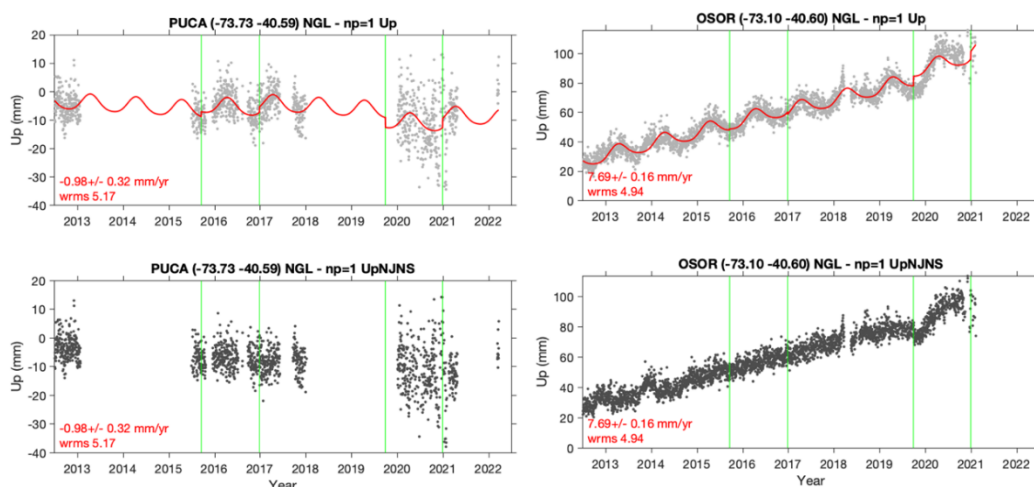 PUCA (-73.73 -40.59) NGL - np=1 Up
20
10
0
-10
-20
-30
-40
Up (mm)
-0.98+/- 0.32 mm/yr
wrms 5.17
2013 2014 2015 2016 2017 2018 2019 2020 2021 2022
OSOR (-73.10 -40.60) NGL - np=1 Up
100
80
60
40
20
0
Up (mm)
7.69+/- 0.16 mm/yr
wrms 4.94
2013 2014 2015 2016 2017 2018 2019 2020 2021 2022
PUCA (-73.73 -40.59) NGL - np=1 UpNJNS
20
10
0
-10
-20
-30
-40
Up (mm)
-0.98+/- 0.32 mm/yr
wrms 5.17
2013 2014 2015 2016 2017 2018 2019 2020 2021 2022
Year
OSOR (-73.10 -40.60) NGL - np=1 UpNJNS
100
80
60
40
20
0
Up (mm)
7.69+/- 0.16 mm/yr
wrms 4.94
2013 2014 2015 2016 2017 2018 2019 2020 2021 2022
Year